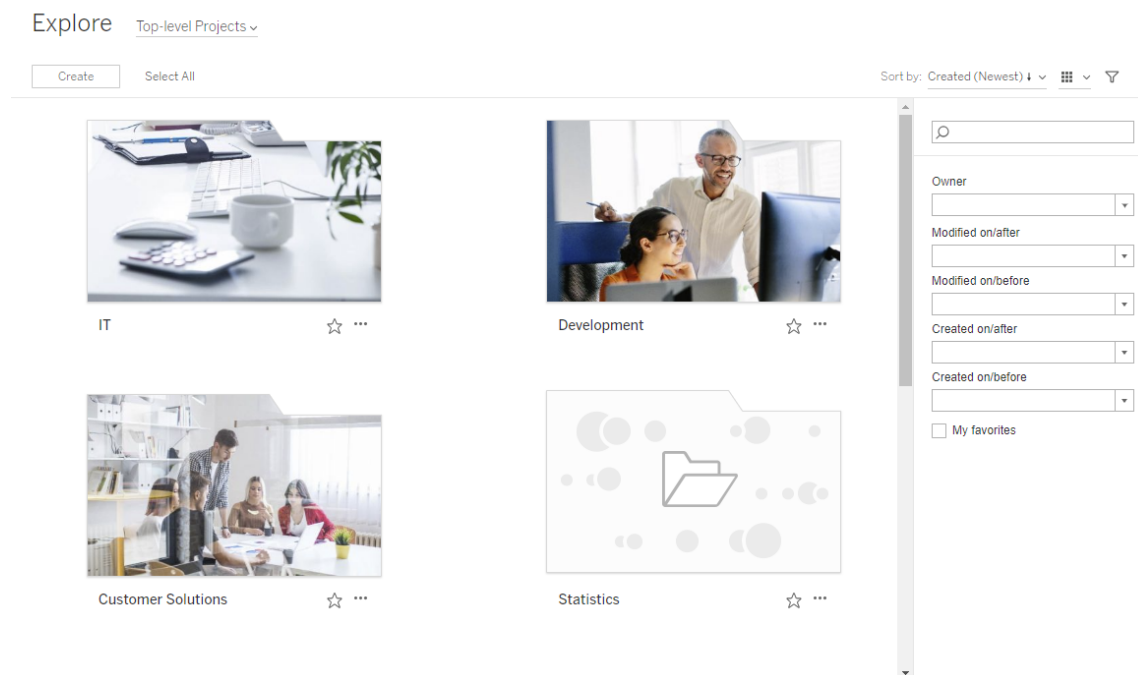 Explore Top-level Projects
Create Select All Sort by: Created (Newest)
IT
Development
Customer Solutions
Statistics
Owner
Modified on/after
Modified on/before
Created on/after
Created on/before
My favorites